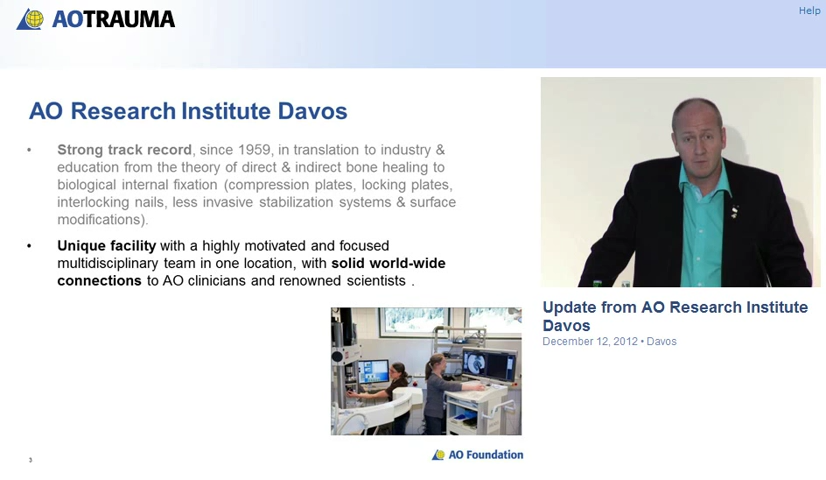 AOTRAUMA
Help
AO Research Institute Davos
• Strong track record, since 1959, in translation to industry &
education from the theory of direct & indirect bone healing to
biological internal fixation (compression plates, locking plates,
interlocking nails, less invasive stabilization systems & surface
modifications).
• Unique facility with a highly motivated and focused
multidisciplinary team in one location, with solid world-wide
connections to AO clinicians and renowned scientists .
3
AO Foundation
Update from AO Research Institute
Davos
December 12, 2012 • Davos